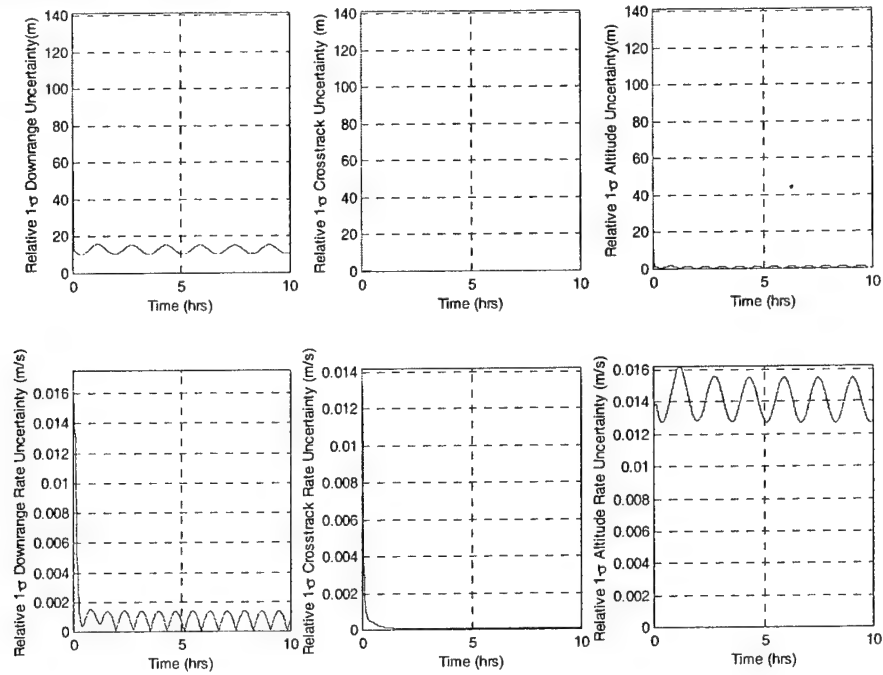 Relative 1σ Downrange Uncertainty(m)
140
120
100
80
60
40
20
0
0 5 10
Time (hrs)
Relative 1σ Crosstrack Uncertainty (m)
140
120
100
80
60
40
20
0
0 5 10
Time (hrs)
Relative 1σ Altitude Uncertainty(m)
140
120
100
80
60
40
20
0
0 5 10
Time (hrs)
Relative 1σ Downrange Rate Uncertainty (m/s)
0.016
0.014
0.012
0.01
0.008
0.006
0.004
0.002
0
0 5 10
Time (hrs)
Relative 1σ Crosstrack Rate Uncertainty (m/s)
0.014
0.012
0.01
0.008
0.006
0.004
0.002
0
0 5 10
Time (hrs)
Relative 1σ Altitude Rate Uncertainty (m/s)
0.016
0.014
0.012
0.01
0.008
0.006
0.004
0.002
0
0 5 10
Time (hrs)